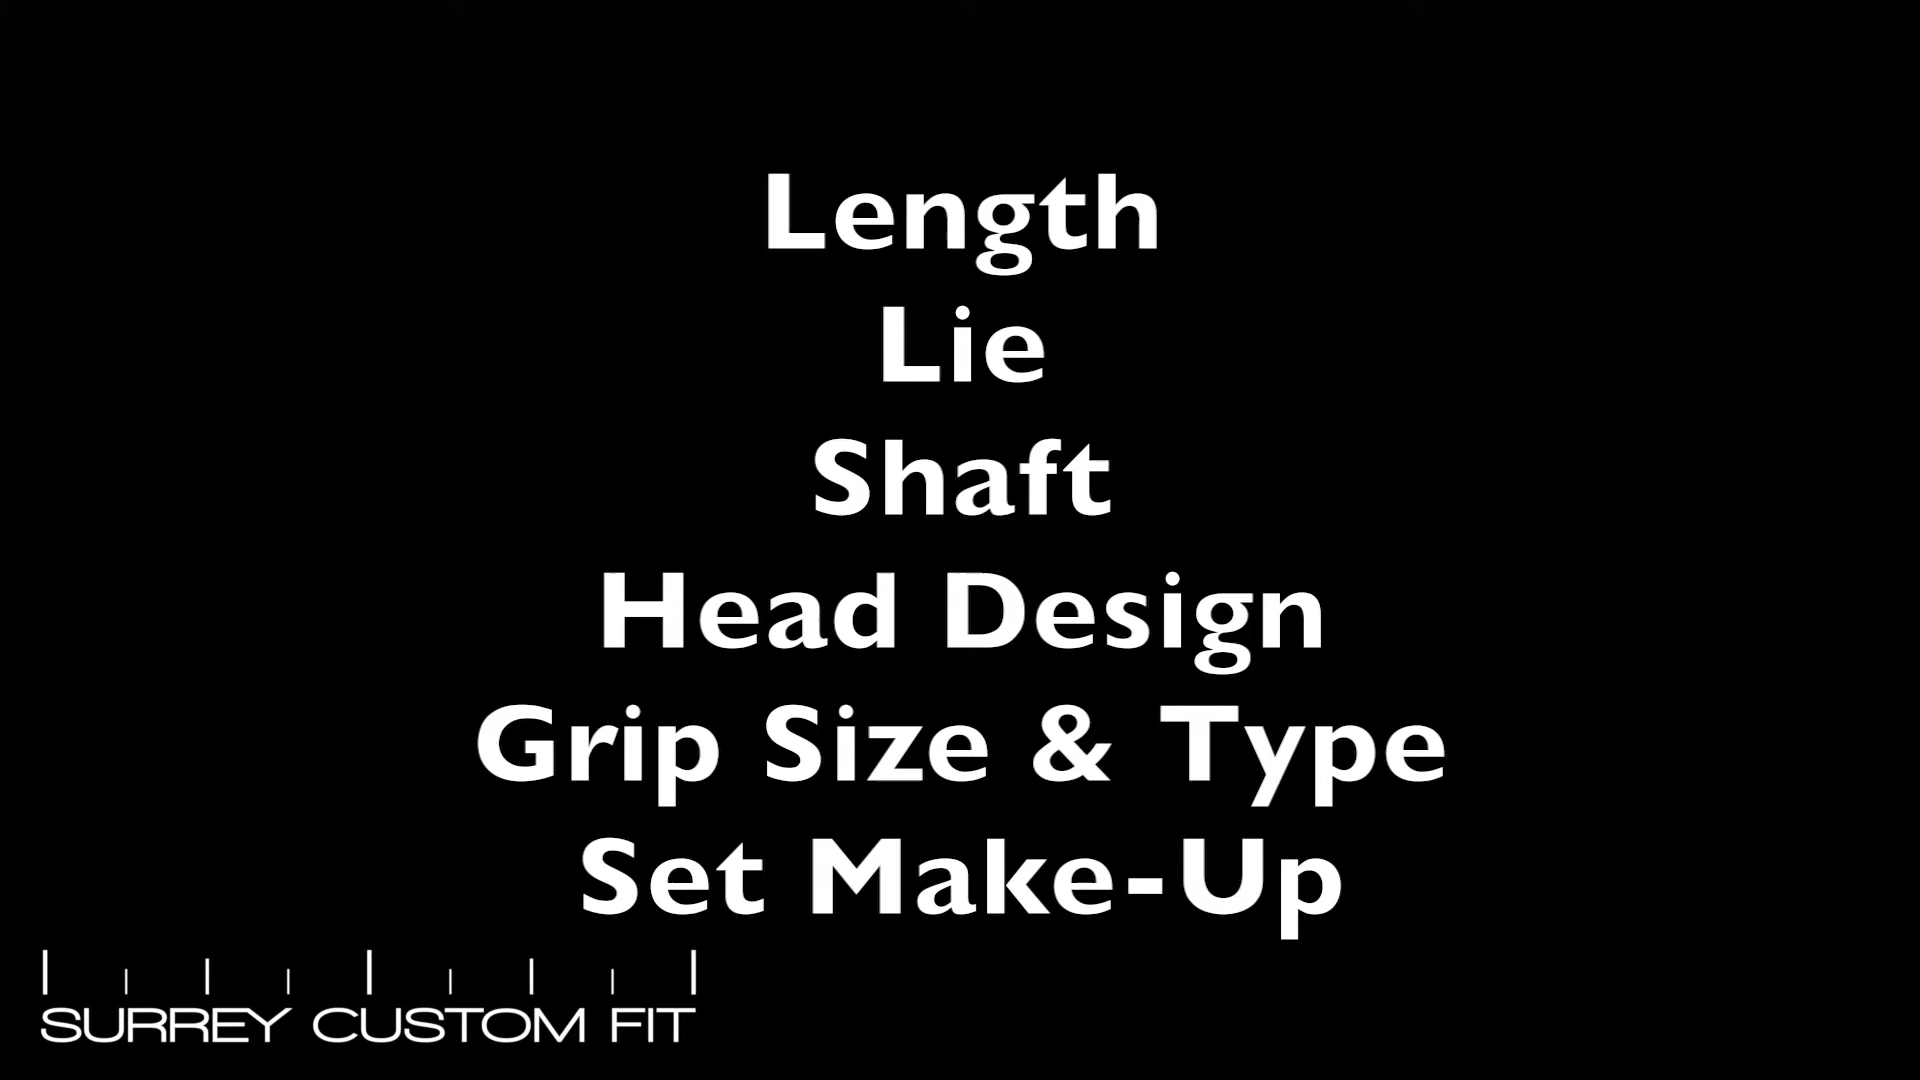 Length
Lie
Shaft
Head Design
Grip Size & Type
Set Make-Up
SURREY CUSTOM FIT